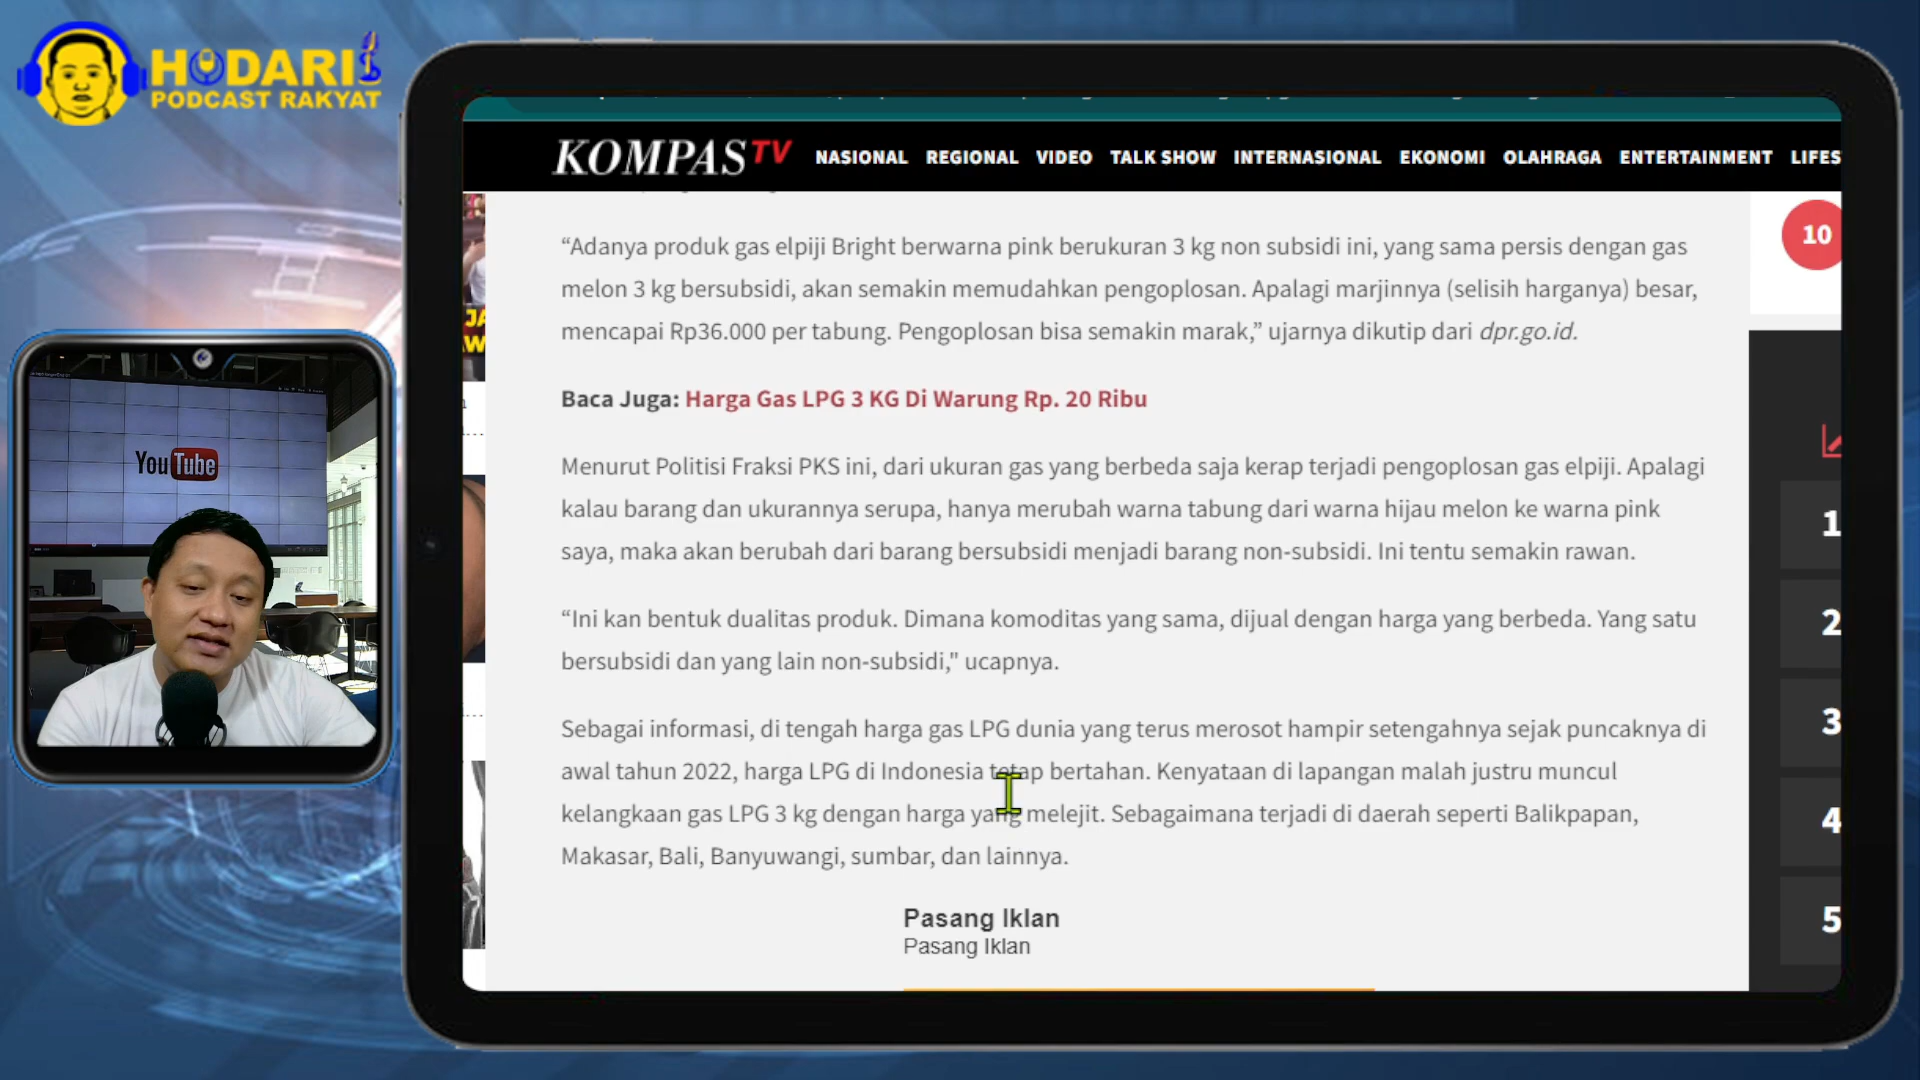 HODARI
PODCAST RAKYAT
KOMPASTV NASIONAL REGIONAL VIDEO TALK SHOW INTERNASIONAL EKONOMI OLAHRAGA ENTERTAINMENT LIFES
“Adanya produk gas elpiji Bright berwarna pink berukuran 3 kg non subsidi ini, yang sama persis dengan gas
melon 3 kg bersubsidi, akan semakin memudahkan pengoplosan. Apalagi marjinnya (selisih harganya) besar,
mencapai Rp36.000 per tabung. Pengoplosan bisa semakin marak,” ujarnya dikutip dari dpr.go.id.
Baca Juga: Harga Gas LPG 3 KG Di Warung Rp. 20 Ribu
Menurut Politisi Fraksi PKS ini, dari ukuran gas yang berbeda saja kerap terjadi pengoplosan gas elpiji. Apalagi
kalau barang dan ukurannya serupa, hanya merubah warna tabung dari warna hijau melon ke warna pink
saya, maka akan berubah dari barang bersubsidi menjadi barang non-subsidi. Ini tentu semakin rawan.
“Ini kan bentuk dualitas produk. Dimana komoditas yang sama, dijual dengan harga yang berbeda. Yang satu
bersubsidi dan yang lain non-subsidi," ucapnya.
Sebagai informasi, di tengah harga gas LPG dunia yang terus merosot hampir setengahnya sejak puncaknya di
awal tahun 2022, harga LPG di Indonesia tetap bertahan. Kenyataan di lapangan malah justru muncul
kelangkaan gas LPG 3 kg dengan harga yang melejit. Sebagaimana terjadi di daerah seperti Balikpapan,
Makasar, Bali, Banyuwangi, sumbar, dan lainnya.
Pasang Iklan
Pasang Iklan
10
1
2
3
4
5
YouTube